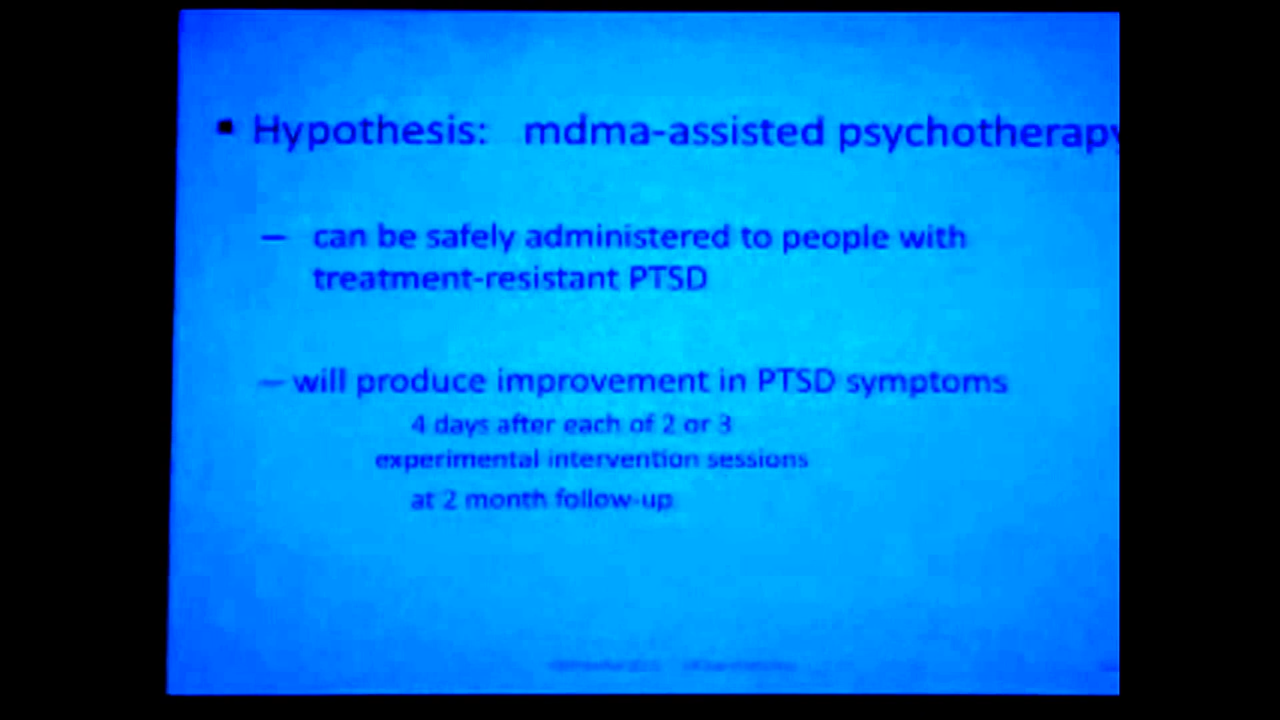 ▪ Hypothesis: mdma-assisted psychotherapy
– can be safely administered to people with
treatment-resistant PTSD
– will produce improvement in PTSD symptoms
4 days after each of 2 or 3
experimental intervention sessions
at 2 month follow-up